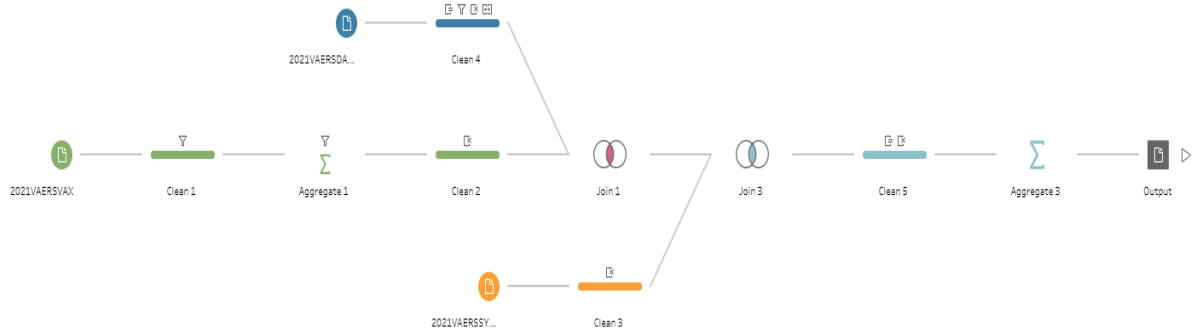 2021VAERSDA...
Clean 4
2021VAERSVAX
Clean 1
Aggregate 1
Clean 2
Join 1
Join 3
Clean 5
Aggregate 3
Output
2021VAERSSY...
Clean 3